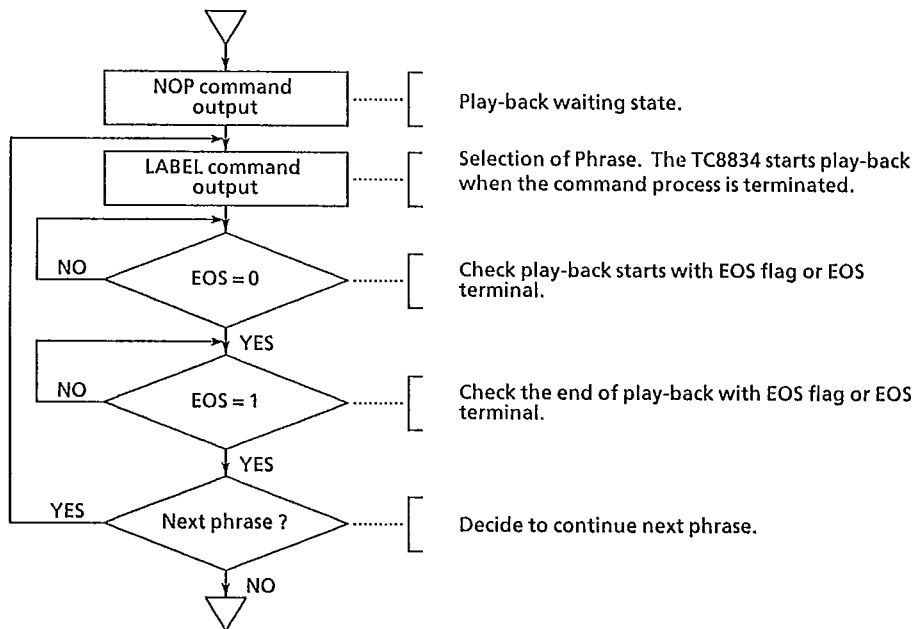 NOP command
output
Play-back waiting state.
LABEL command
output
Selection of Phrase. The TC8834 starts play-back
when the command process is terminated.
NO
EOS = 0
Check play-back starts with EOS flag or EOS
terminal.
YES
NO
EOS = 1
Check the end of play-back with EOS flag or EOS
terminal.
YES
YES
Next phrase ?
Decide to continue next phrase.
NO